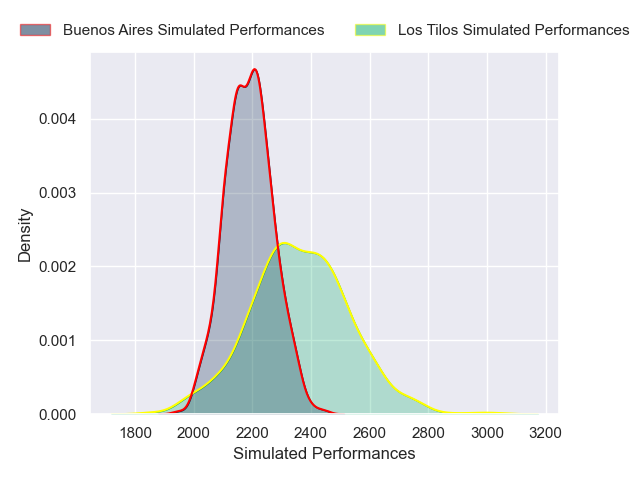 Buenos Aires Simulated Performances
Los Tilos Simulated Performances
0.004
0.003
0.002
0.001
0.000
Density
1800 2000 2200 2400 2600 2800 3000 3200
Simulated Performances